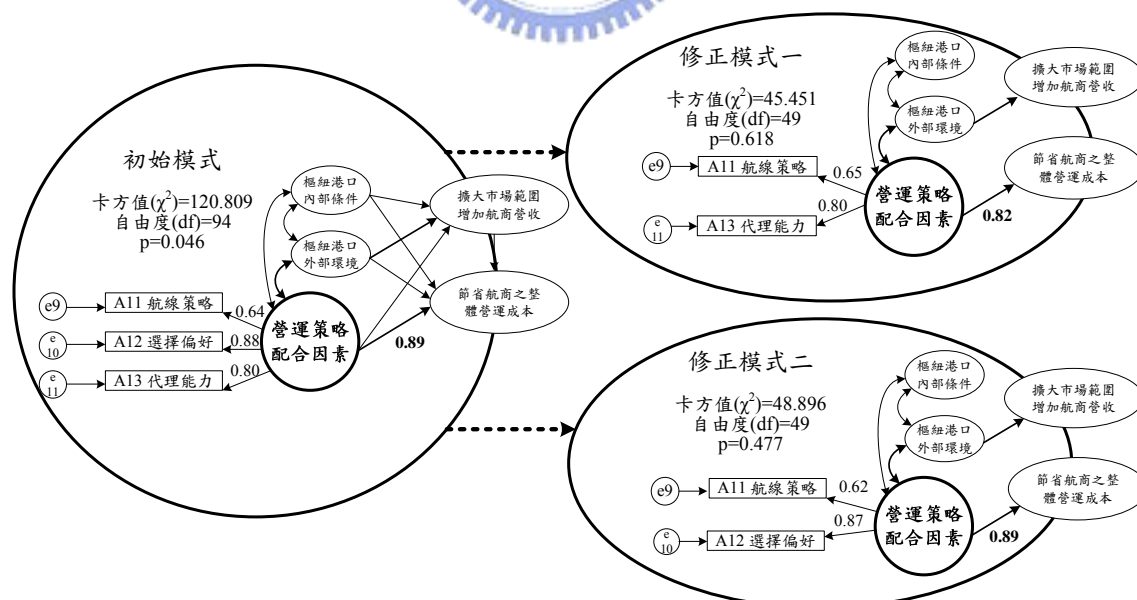 初始模式
卡方值(χ²)=120.809
自由度(df)=94
p=0.046
樞紐港口
內部條件
樞紐港口
外部環境
擴大市場範圍
增加航商營收
節省航商之整
體營運成本
營運策略
配合因素
e9
A11 航線策略
0.64
e
10
A12 選擇偏好
0.88
e
11
A13 代理能力
0.80
0.89
修正模式一
卡方值(χ²)=45.451
自由度(df)=49
p=0.618
樞紐港口
內部條件
樞紐港口
外部環境
擴大市場範圍
增加航商營收
節省航商之整
體營運成本
營運策略
配合因素
e9
A11 航線策略
0.65
e
11
A13 代理能力
0.80
0.82
修正模式二
卡方值(χ²)=48.896
自由度(df)=49
p=0.477
樞紐港口
內部條件
樞紐港口
外部環境
擴大市場範圍
增加航商營收
節省航商之整
體營運成本
營運策略
配合因素
e9
A11 航線策略
0.62
e
10
A12 選擇偏好
0.87
0.89